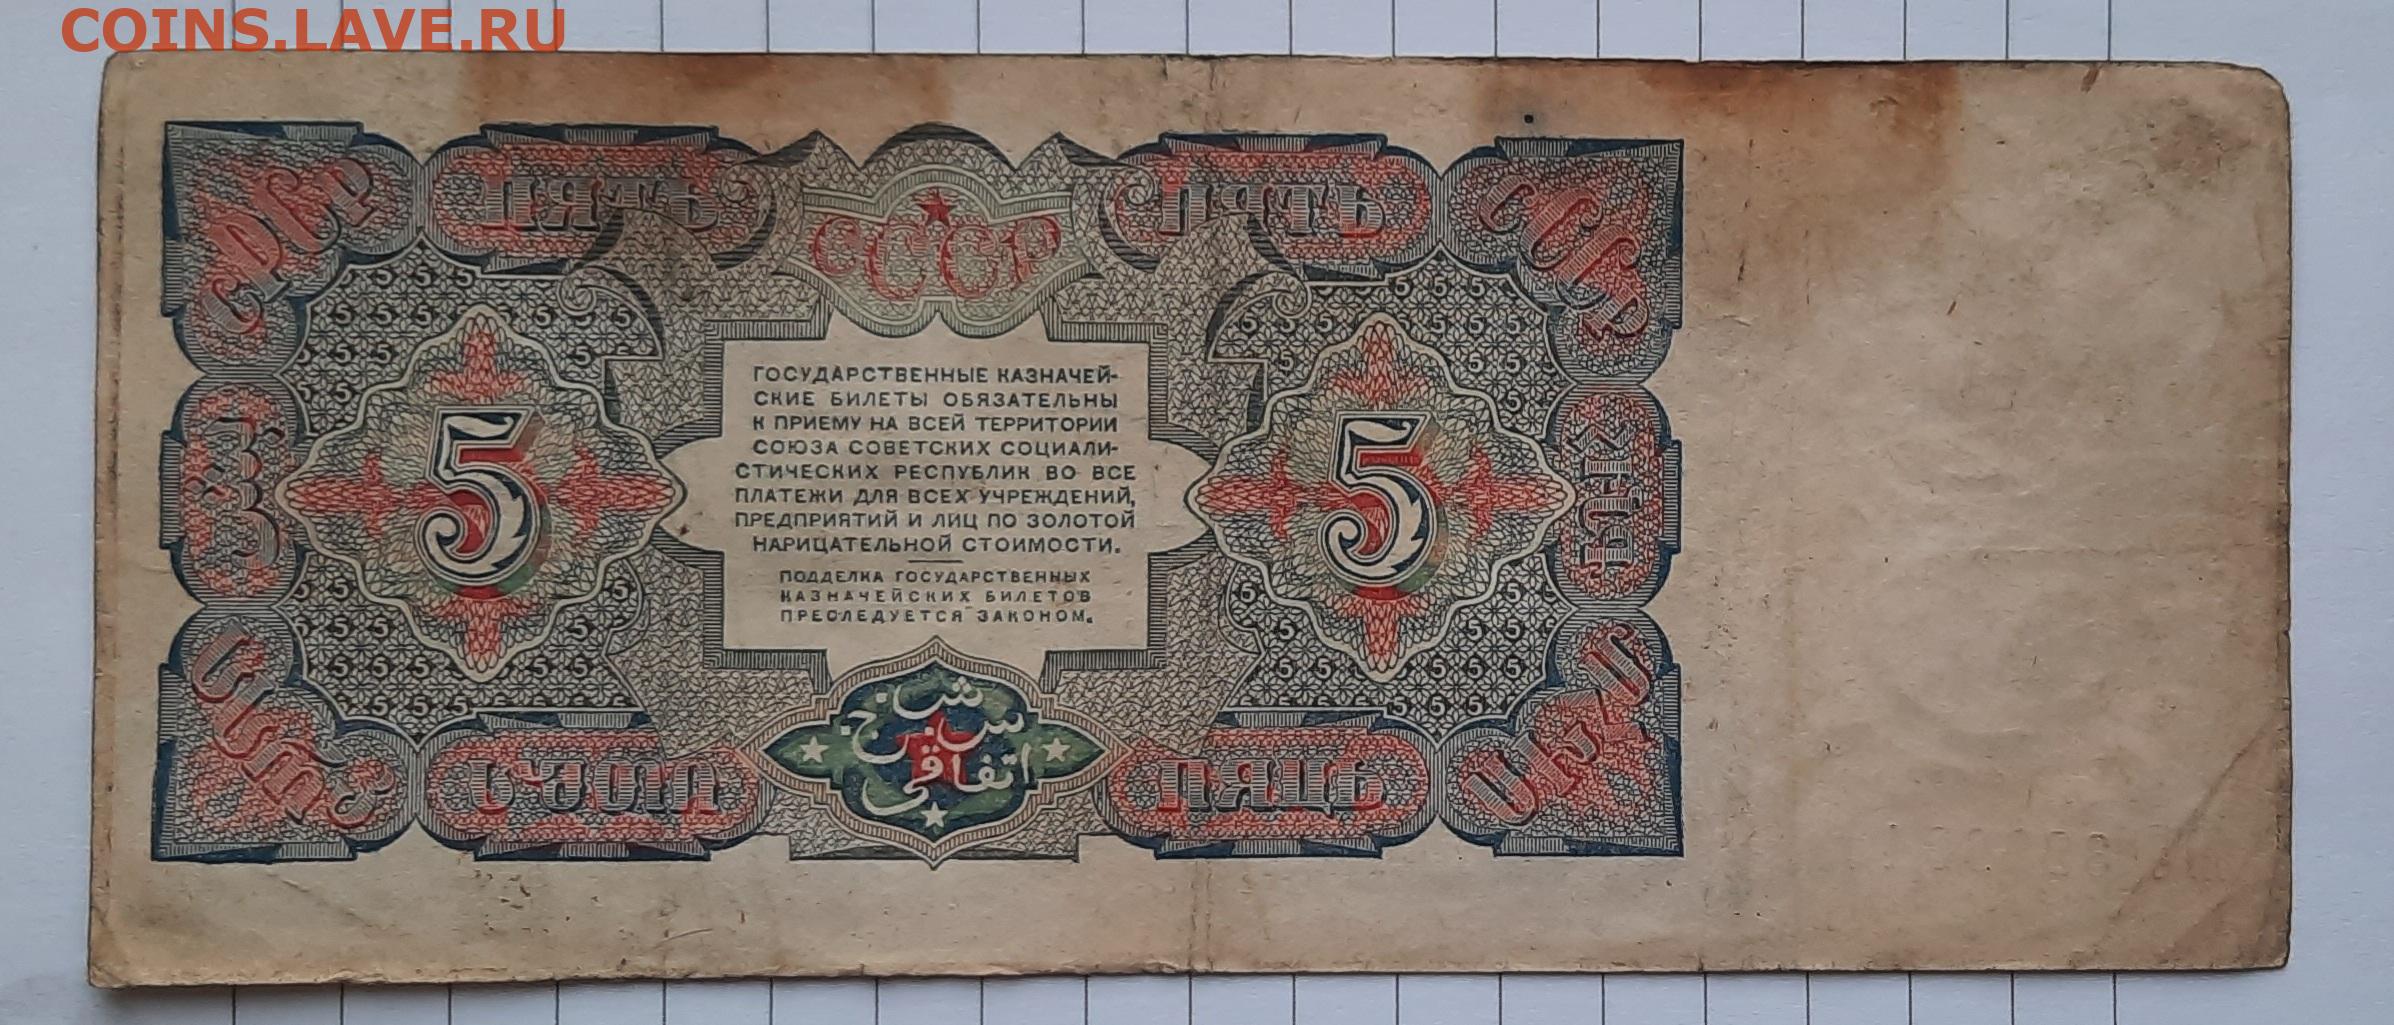 COINS.LAVE.RU
ПЯТЬ
СССР
ПЯТЬ
ГОСУДАРСТВЕННЫЕ КАЗНАЧЕЙ-
СКИЕ БИЛЕТЫ ОБЯЗАТЕЛЬНЫ
К ПРИЕМУ НА ВСЕЙ ТЕРРИТОРИИ
СОЮЗА СОВЕТСКИХ СОЦИАЛИ-
СТИЧЕСКИХ РЕСПУБЛИК ВО ВСЕ
ПЛАТЕЖИ ДЛЯ ВСЕХ УЧРЕЖДЕНИЙ,
ПРЕДПРИЯТИЙ И ЛИЦ ПО ЗОЛОТОЙ
НАРИЦАТЕЛЬНОЙ СТОИМОСТИ.
ПОДДЕЛКА ГОСУДАРСТВЕННЫХ
КАЗНАЧЕЙСКИХ БИЛЕТОВ
ПРЕСЛЕДУЕТСЯ ЗАКОНОМ.
5
5
ПЯЦЬ